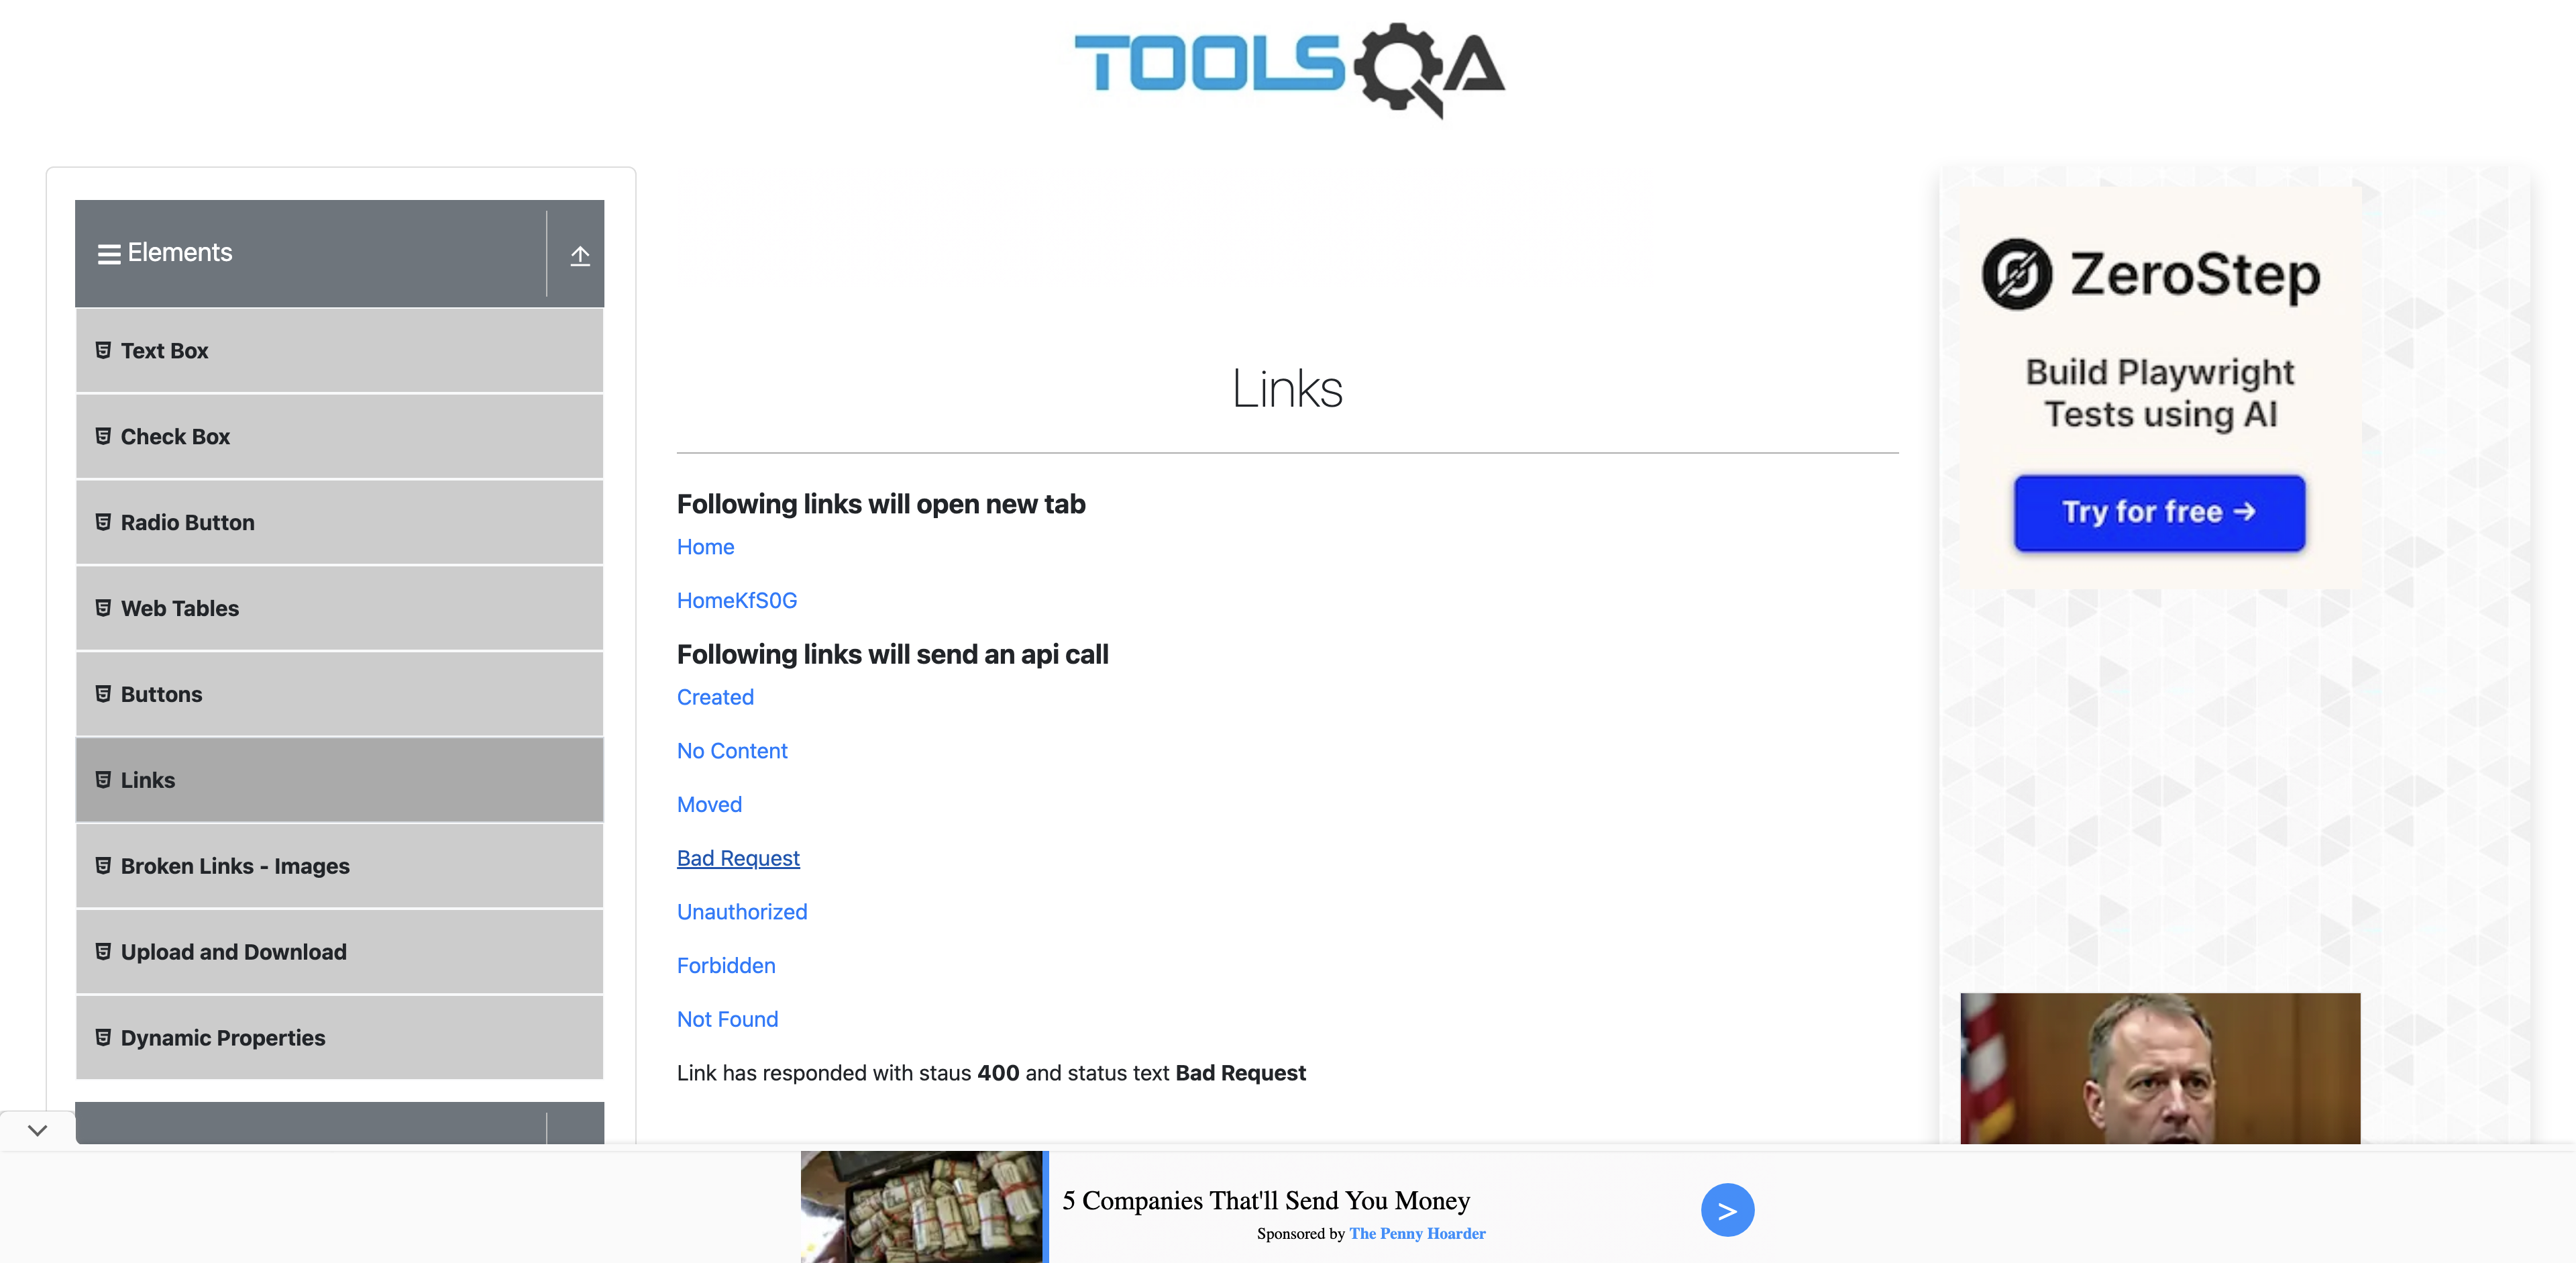 TOOLSQA
Elements
Text Box
Check Box
Radio Button
Web Tables
Buttons
Links
Broken Links - Images
Upload and Download
Dynamic Properties
Links
Following links will open new tab
Home
HomeKfS0G
Following links will send an api call
Created
No Content
Moved
Bad Request
Unauthorized
Forbidden
Not Found
Link has responded with staus 400 and status text Bad Request
ZeroStep
Build Playwright
Tests using AI
Try for free →
5 Companies That'll Send You Money
Sponsored by The Penny Hoarder
>